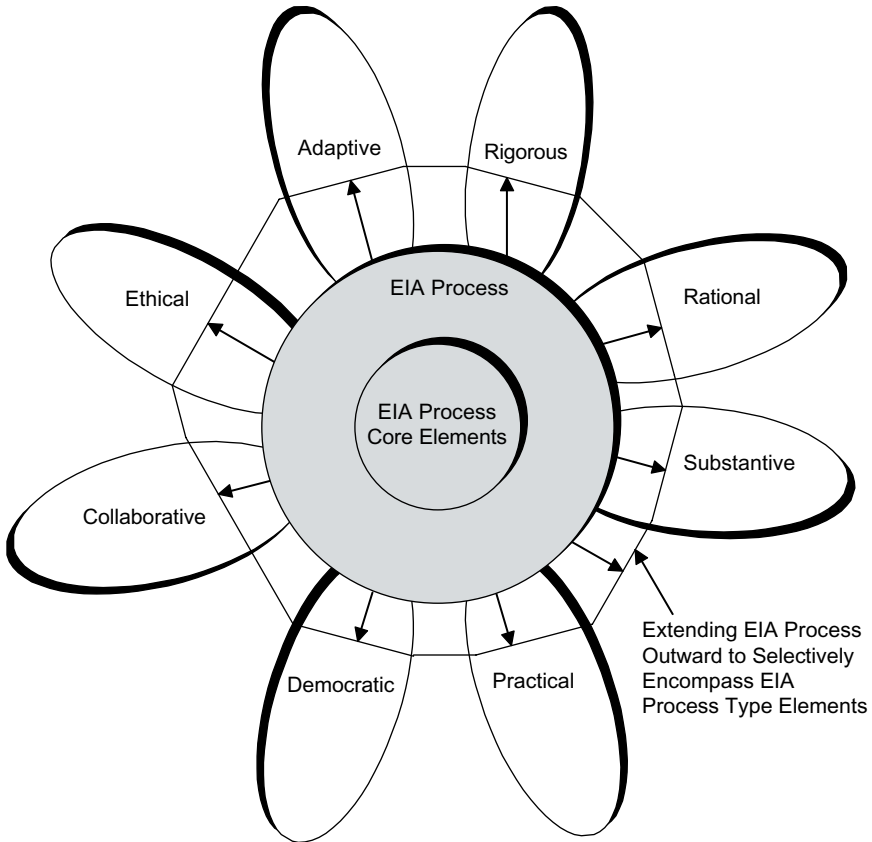 Adaptive
Rigorous
EIA Process
Ethical
Rational
EIA Process
Core Elements
Substantive
Collaborative
Extending EIA Process
Outward to Selectively
Encompass EIA
Process Type Elements
Democratic
Practical